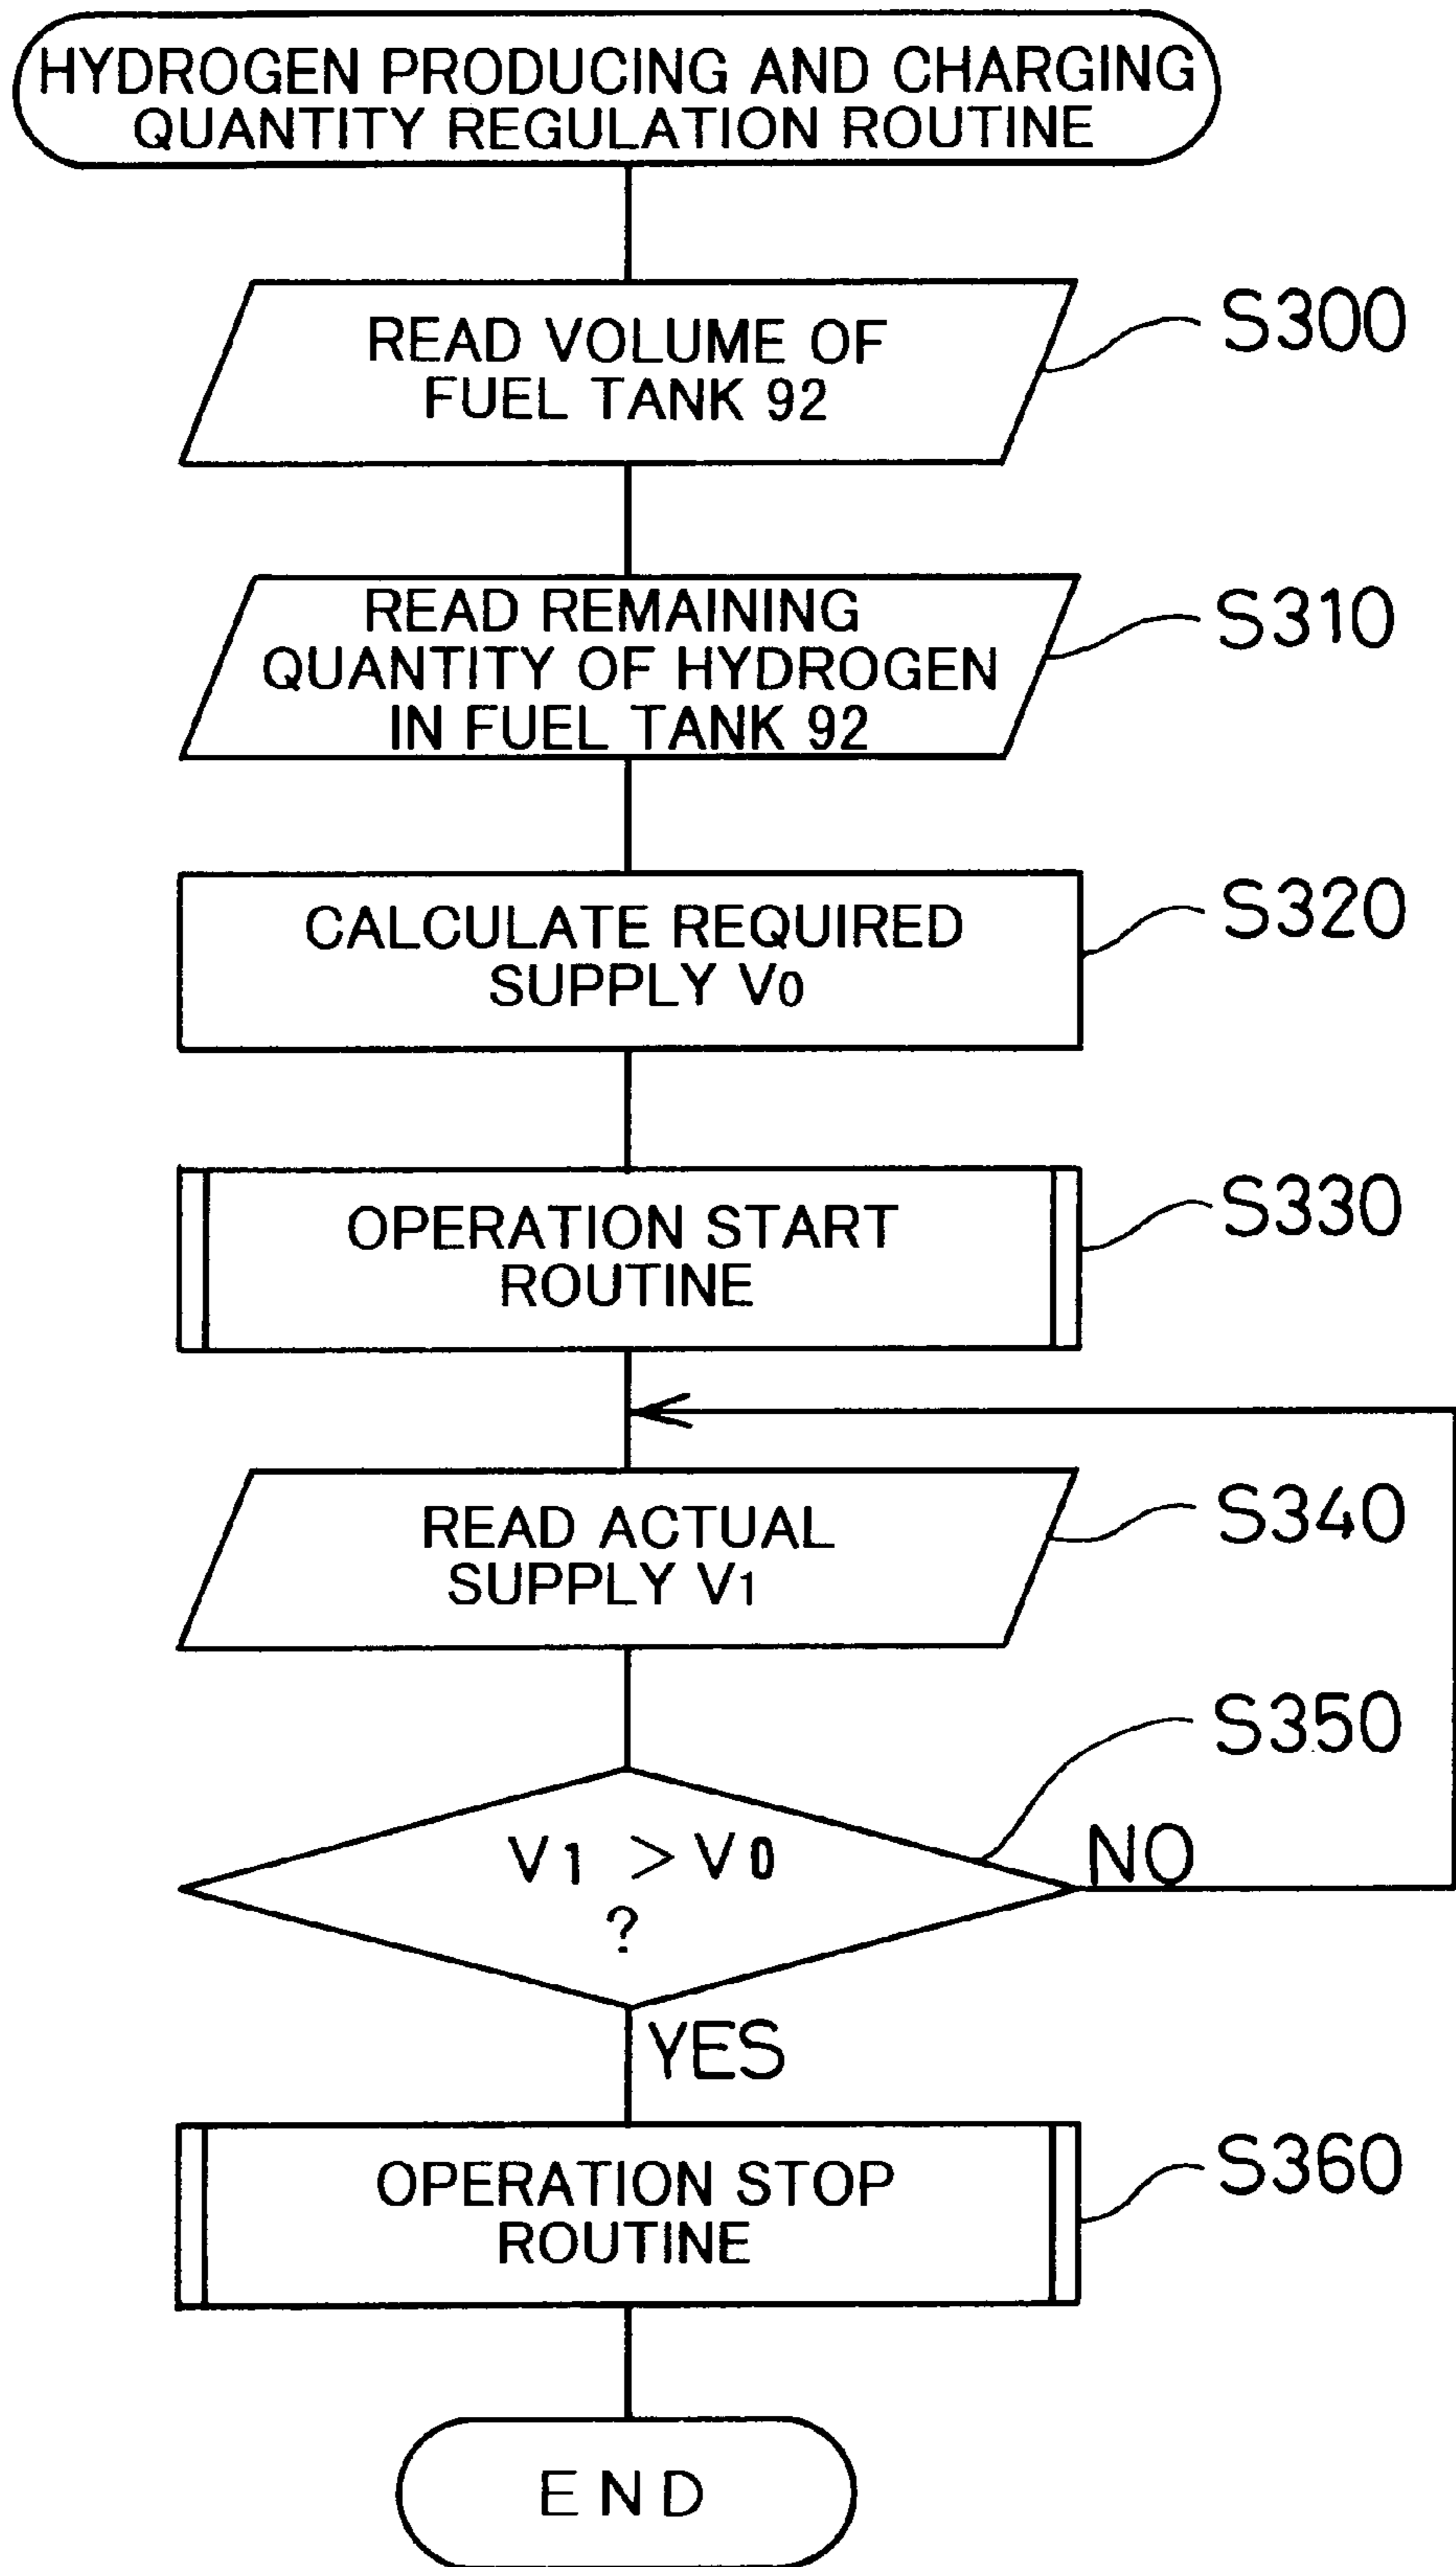 HYDROGEN PRODUCING AND CHARGING
QUANTITY REGULATION ROUTINE
READ VOLUME OF
FUEL TANK 92
S300
READ REMAINING
QUANTITY OF HYDROGEN
IN FUEL TANK 92
S310
CALCULATE REQUIRED
SUPPLY V0
S320
OPERATION START
ROUTINE
S330
READ ACTUAL
SUPPLY V1
S340
S350
V1 > V0
?
NO
YES
OPERATION STOP
ROUTINE
S360
END